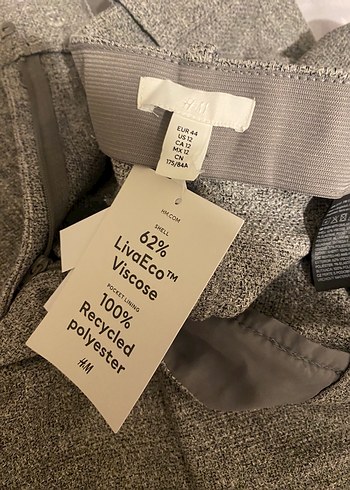 H&M
EUR 44
US 12
CA 12
MX 12
CN
175/84A
HM.COM
SHELL
62%
LivaEco™
Viscose
POCKET LINING
100%
Recycled
polyester
H&M